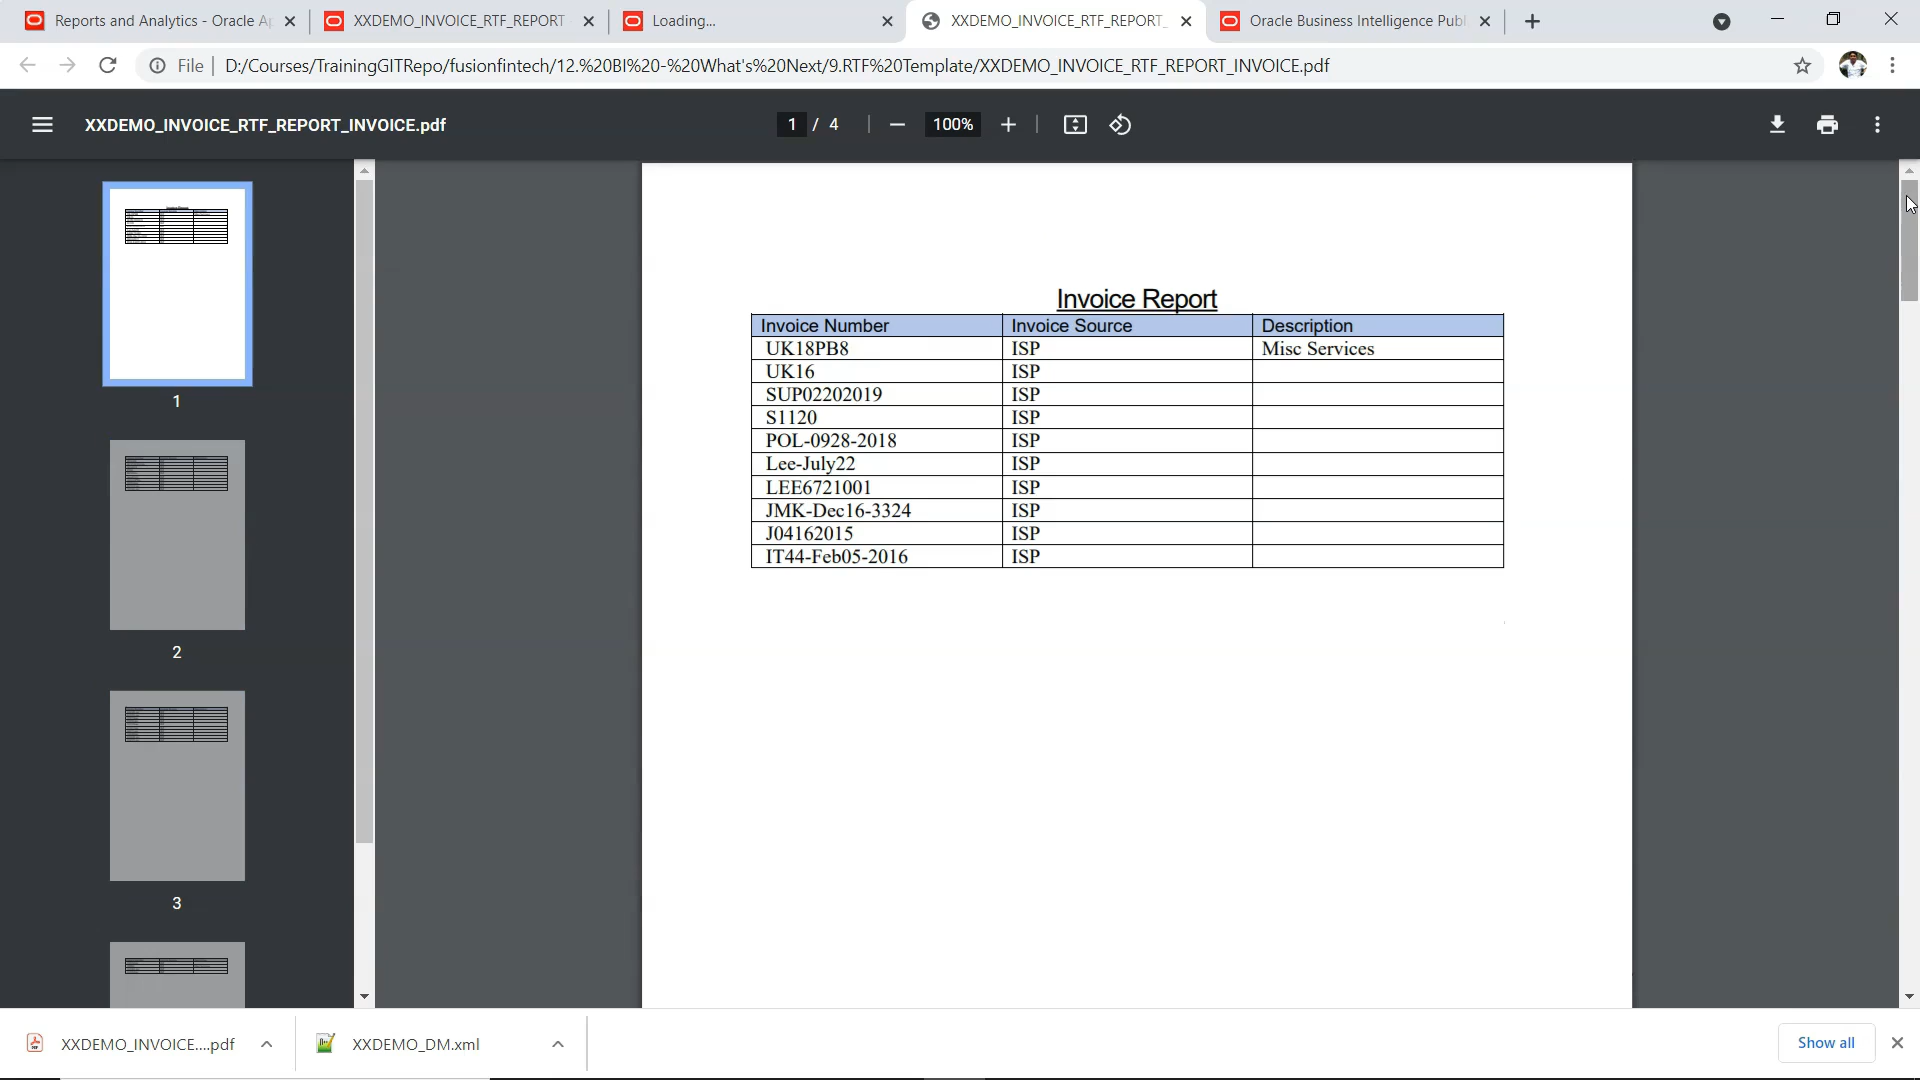 Reports and Analytics - Oracle Ap
XXDEMO_INVOICE_RTF_REPORT
Loading...
XXDEMO_INVOICE_RTF_REPORT_
Oracle Business Intelligence Publ
File
D:/Courses/TrainingGITRepo/fusionfintech/12.%20BI%20-%20What's%20Next/9.RTF%20Template/XXDEMO_INVOICE_RTF_REPORT_INVOICE.pdf
XXDEMO_INVOICE_RTF_REPORT_INVOICE.pdf
1 / 4
100%
1
2
3
Invoice Report
Invoice Number Invoice Source Description
UK18PB8 ISP Misc Services
UK16 ISP
SUP02202019 ISP
S1120 ISP
POL-0928-2018 ISP
Lee-July22 ISP
LEE6721001 ISP
JMK-Dec16-3324 ISP
J04162015 ISP
IT44-Feb05-2016 ISP
XXDEMO_INVOICE....pdf
XXDEMO_DM.xml
Show all